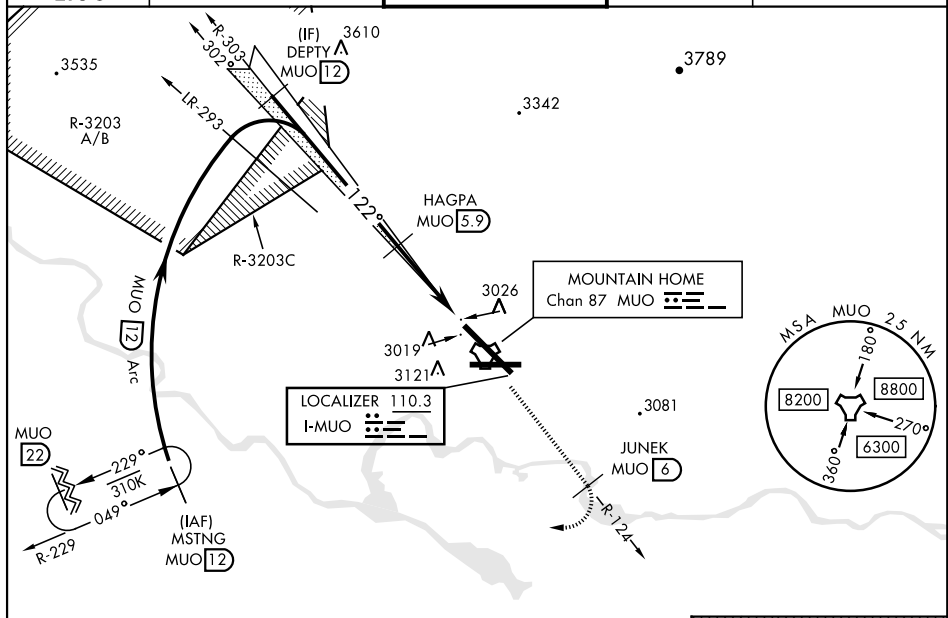 R-303
302°
(IF)
DEPTY
MUO 12
3610
3535
3789
3342
LR-293
R-3203
A/B
122°
HAGPA
MUO 5.9
R-3203C
MUO 12 Arc
3026
MOUNTAIN HOME
Chan 87 MUO
3019
3121
LOCALIZER 110.3
I-MUO
3081
JUNEK
MUO 6
R-124
MSA MUO 25 NM
180°
8200
8800
270°
6300
360°
MUO
22
229°
310K
049°
R-229
(IAF)
MSTNG
MUO 12